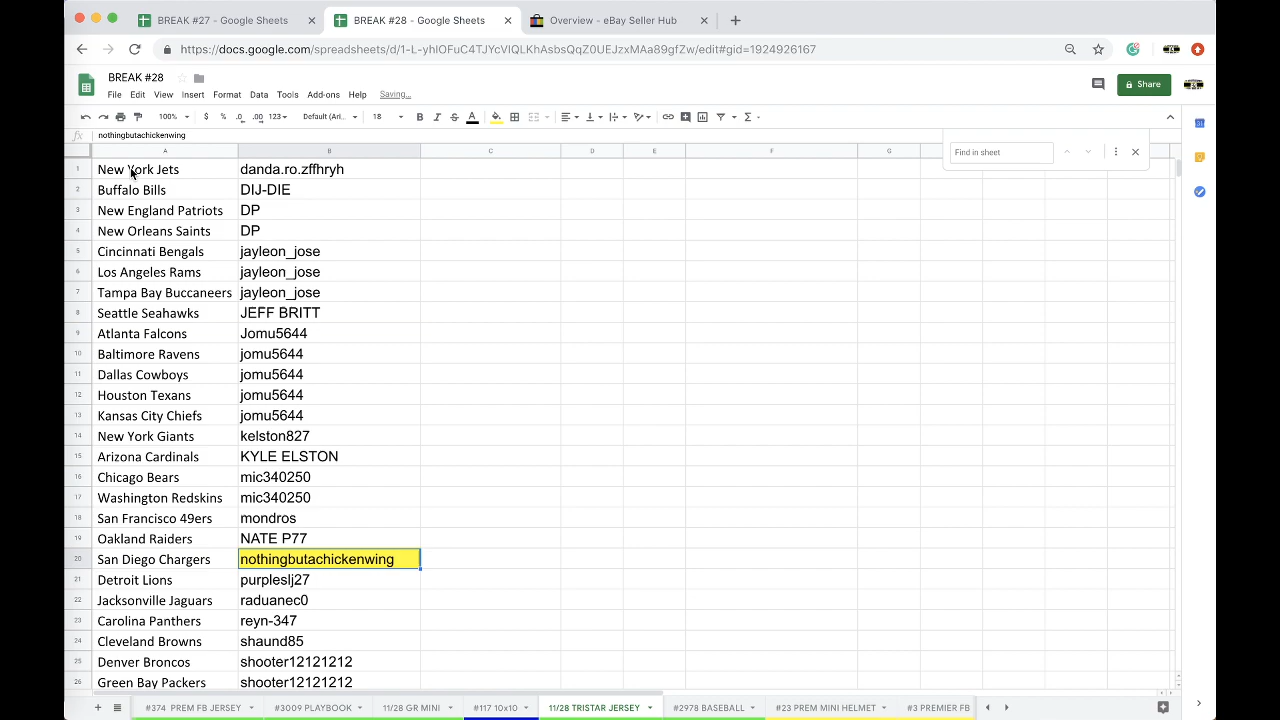 BREAK #27 - Google Sheets BREAK #28 - Google Sheets Overview - eBay Seller Hub
https://docs.google.com/spreadsheets/d/1-L-yhIOFuC4TJYcVIQLKhAsbsQqZ0UEJzxMAa89gfZw/edit#gid=1924926167
BREAK #28
File Edit View Insert Format Data Tools Add-ons Help Saving...
Share
100% $ % .0 .00 123 Default (Ari... 18
fx nothingbutachickenwing
Find in sheet
A B C D E F G
1 New York Jets danda.ro.zffhryh
2 Buffalo Bills DIJ-DIE
3 New England Patriots DP
4 New Orleans Saints DP
5 Cincinnati Bengals jayleon_jose
6 Los Angeles Rams jayleon_jose
7 Tampa Bay Buccaneers jayleon_jose
8 Seattle Seahawks JEFF BRITT
9 Atlanta Falcons Jomu5644
10 Baltimore Ravens jomu5644
11 Dallas Cowboys jomu5644
12 Houston Texans jomu5644
13 Kansas City Chiefs jomu5644
14 New York Giants kelston827
15 Arizona Cardinals KYLE ELSTON
16 Chicago Bears mic340250
17 Washington Redskins mic340250
18 San Francisco 49ers mondros
19 Oakland Raiders NATE P77
20 San Diego Chargers nothingbutachickenwing
21 Detroit Lions purpleslj27
22 Jacksonville Jaguars raduanec0
23 Carolina Panthers reyn-347
24 Cleveland Browns shaund85
25 Denver Broncos shooter12121212
26 Green Bay Packers shooter12121212
#374 PREM FB JERSEY #3009 PLAYBOOK 11/28 GR MINI #117 10x10 11/28 TRISTAR JERSEY #2978 BASEBALL #23 PREM MINI HELMET #3 PREMIER FB